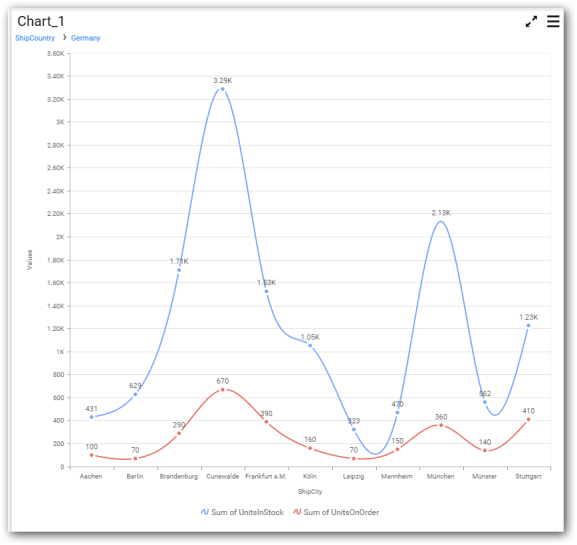 Chart_1
ShipCountry > Germany
3.60K
3.40K
3.20K
3K
2.80K
2.60K
2.40K
2.20K
2K
1.80K
1.60K
1.40K
1.20K
1K
800
600
400
200
0
Values
3.29K
2.13K
1.71K
1.53K
1.23K
1.05K
431
629
323
470
562
100
70
290
670
390
160
70
150
360
140
410
Aachen Berlin Brandenburg Cunewalde Frankfurt a.M. Köln Leipzig Mannheim München Münster Stuttgart
ShipCity
Sum of UnitsInStock Sum of UnitsOnOrder